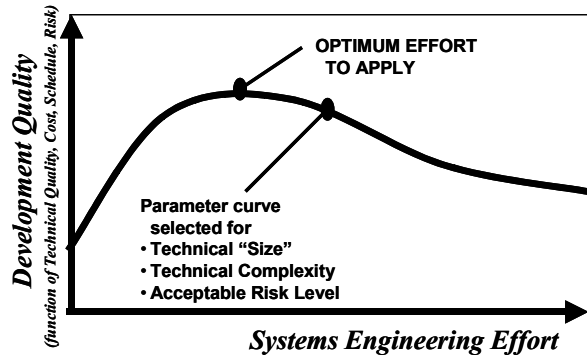 Development Quality
(function of Technical Quality, Cost, Schedule, Risk)
OPTIMUM EFFORT
TO APPLY
Parameter curve
selected for
• Technical “Size”
• Technical Complexity
• Acceptable Risk Level
Systems Engineering Effort